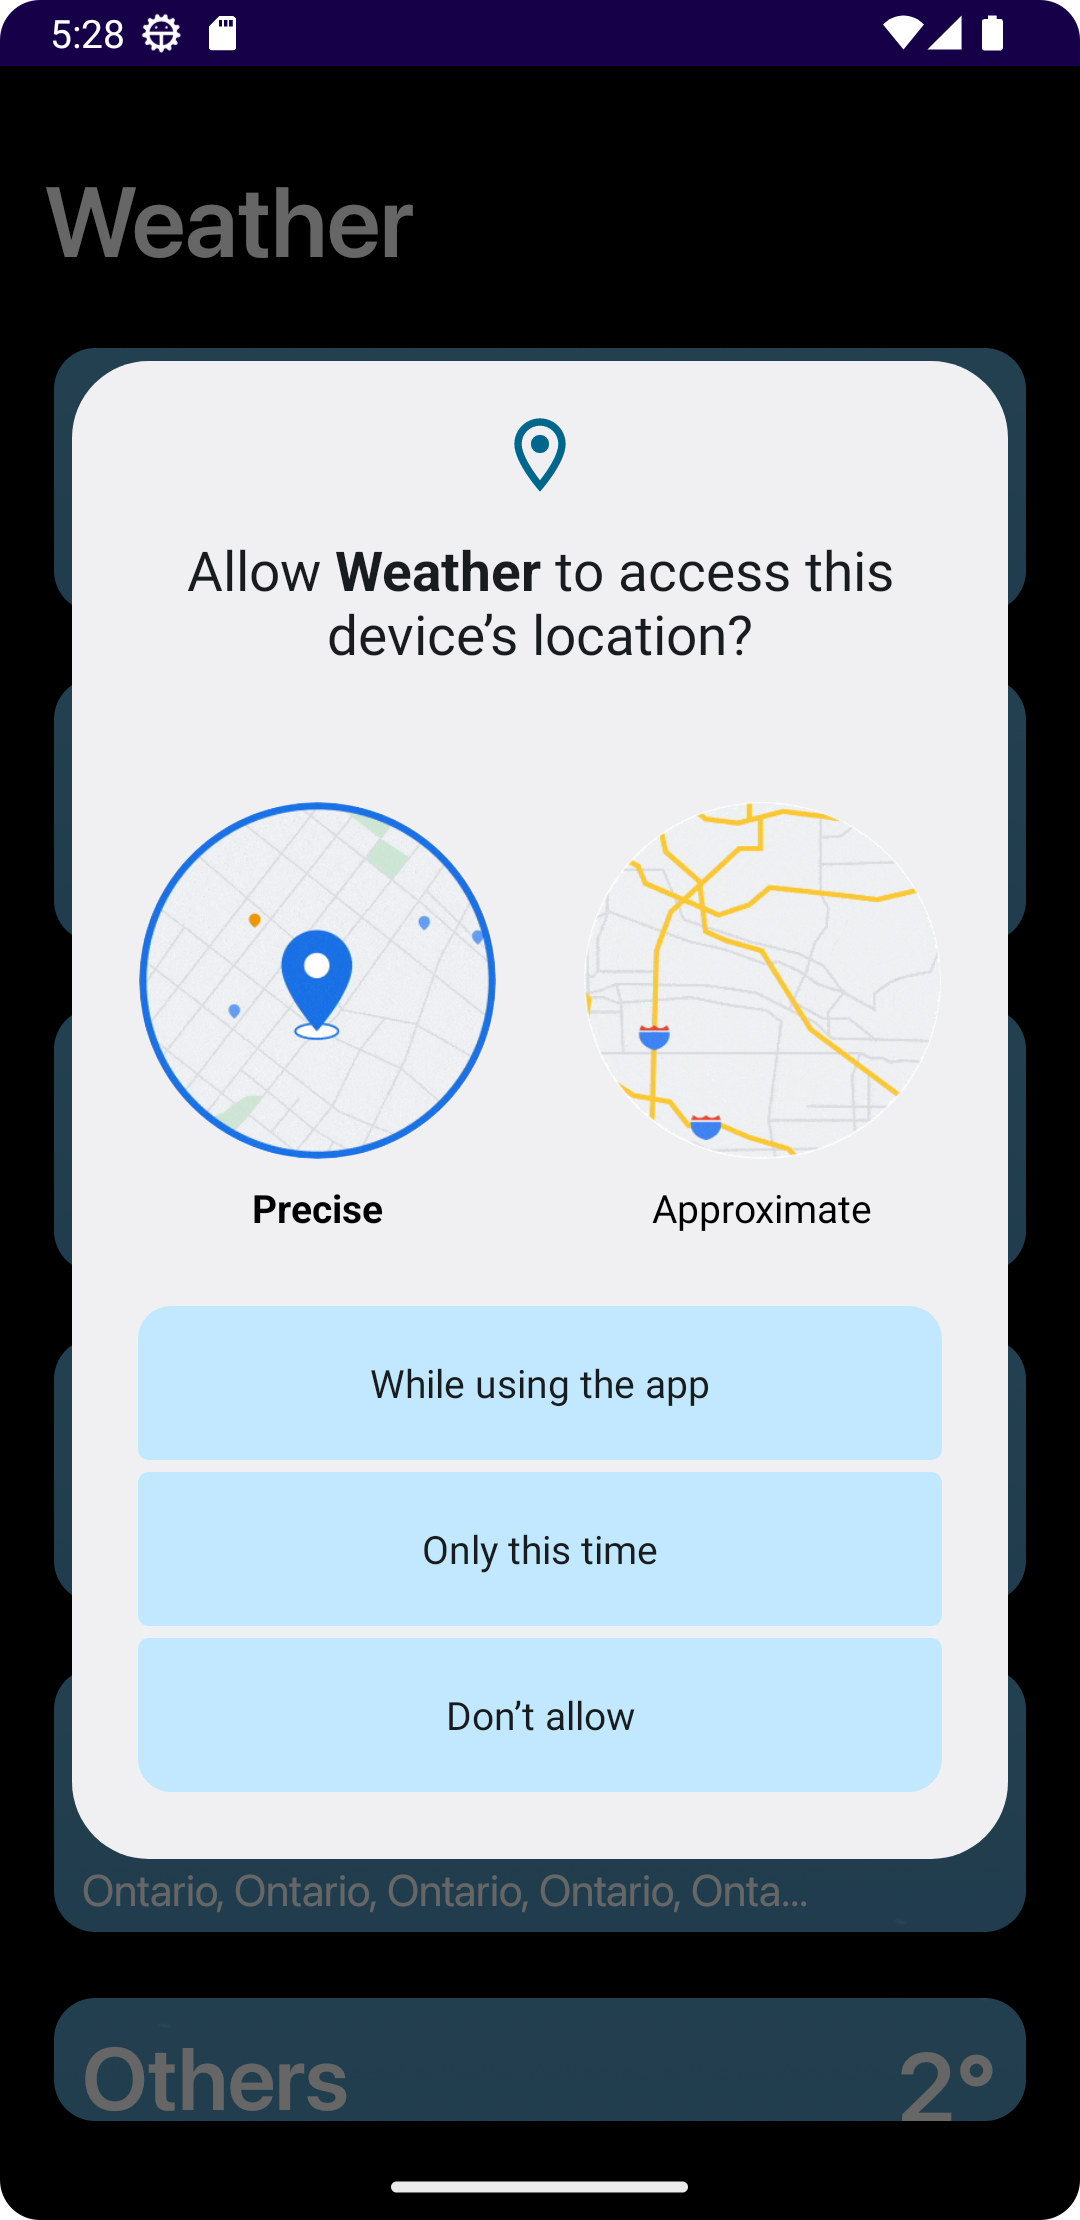 5:28
Weather
Allow Weather to access this
device’s location?
Precise
Approximate
While using the app
Only this time
Don’t allow
Ontario, Ontario, Ontario, Ontario, Onta...
Others
2°